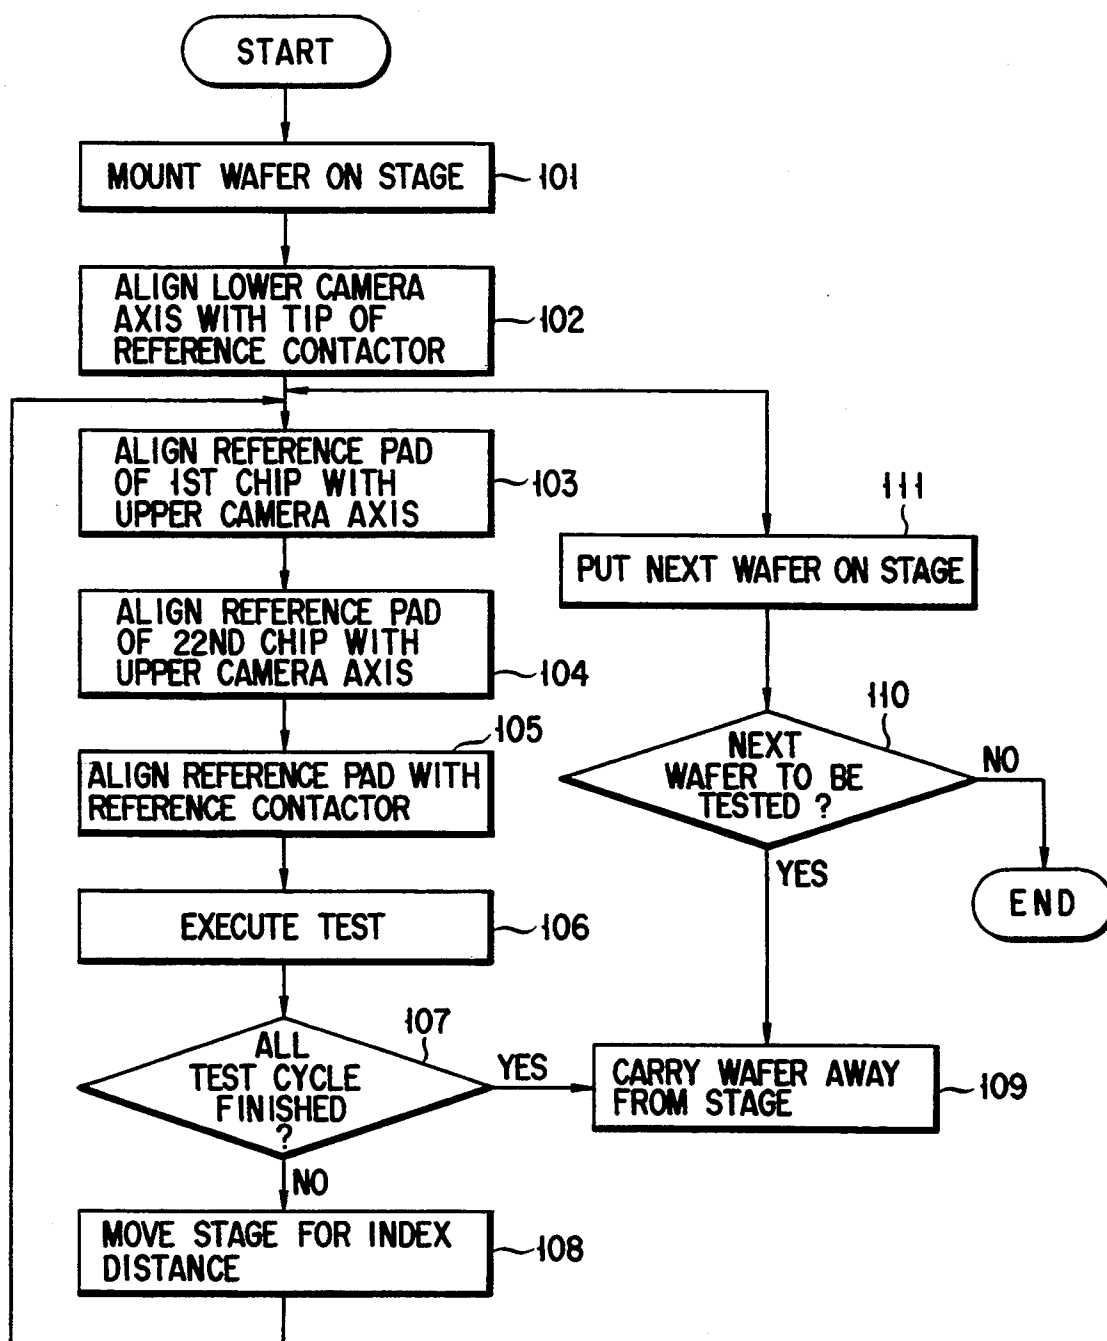 START
MOUNT WAFER ON STAGE
101
ALIGN LOWER CAMERA
AXIS WITH TIP OF
REFERENCE CONTACTOR
102
ALIGN REFERENCE PAD
OF 1ST CHIP WITH
UPPER CAMERA AXIS
103
ALIGN REFERENCE PAD
OF 22ND CHIP WITH
UPPER CAMERA AXIS
104
105
ALIGN REFERENCE PAD WITH
REFERENCE CONTACTOR
EXECUTE TEST
106
107
ALL
TEST CYCLE
FINISHED
?
YES
NO
MOVE STAGE FOR INDEX
DISTANCE
108
111
PUT NEXT WAFER ON STAGE
110
NEXT
WAFER TO BE
TESTED ?
NO
YES
END
CARRY WAFER AWAY
FROM STAGE
109